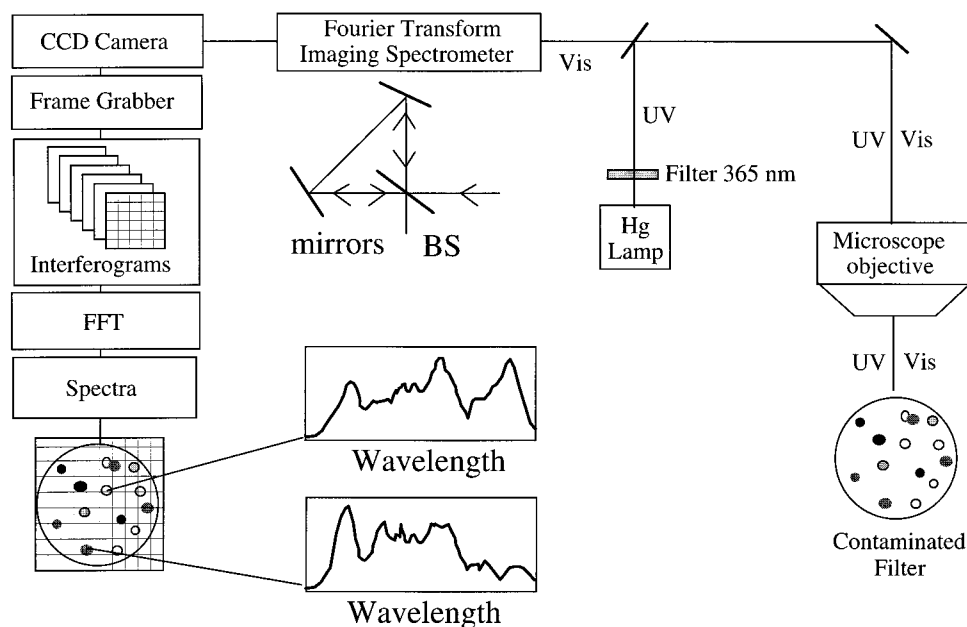 CCD Camera
Fourier Transform
Imaging Spectrometer
Vis
Frame Grabber
UV
UV Vis
Filter 365 nm
Hg
Lamp
mirrors BS
Microscope
objective
Interferograms
FFT
UV Vis
Spectra
Wavelength
Wavelength
Contaminated
Filter